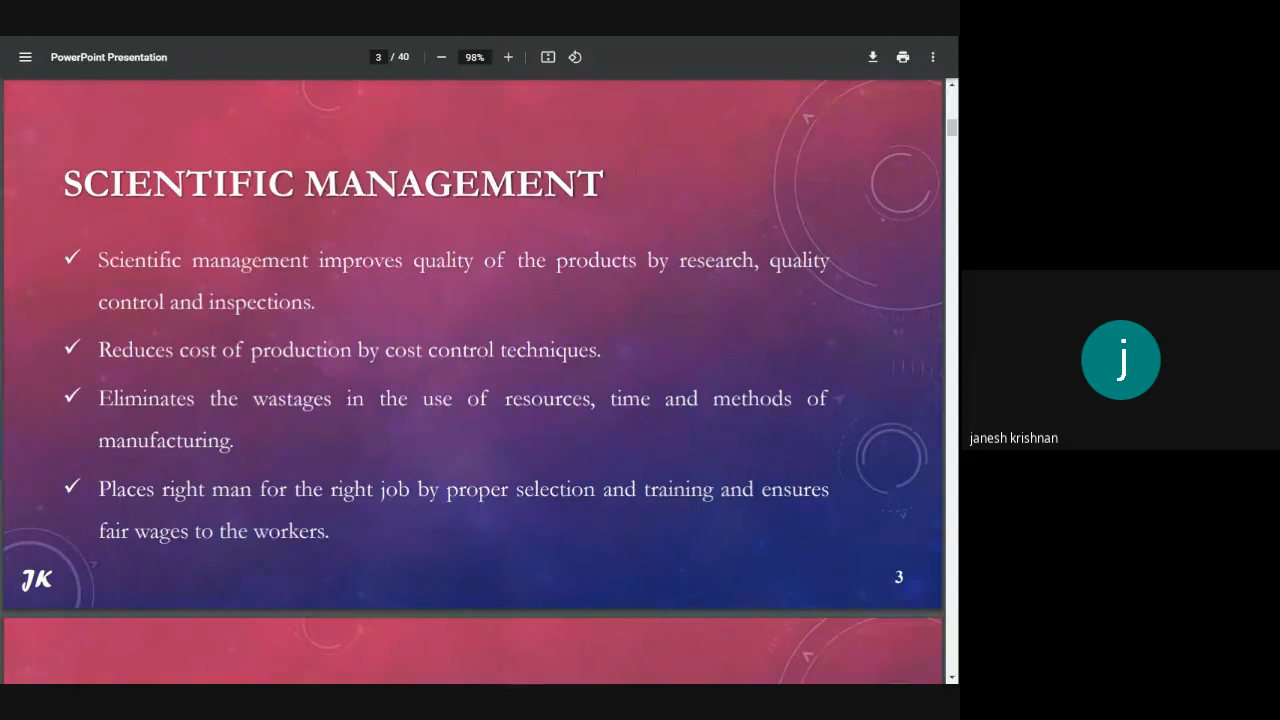 PowerPoint Presentation
3 / 40
98%
SCIENTIFIC MANAGEMENT
✓ Scientific management improves quality of the products by research, quality
control and inspections.
✓ Reduces cost of production by cost control techniques.
✓ Eliminates the wastages in the use of resources, time and methods of
manufacturing.
✓ Places right man for the right job by proper selection and training and ensures
fair wages to the workers.
JK
3
j
janesh krishnan